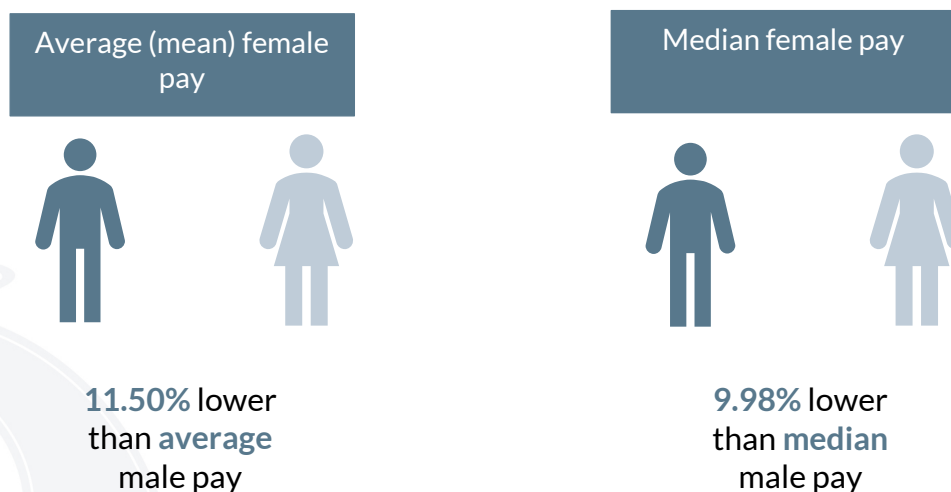 Average (mean) female
pay
Median female pay
11.50% lower
than average
male pay
9.98% lower
than median
male pay